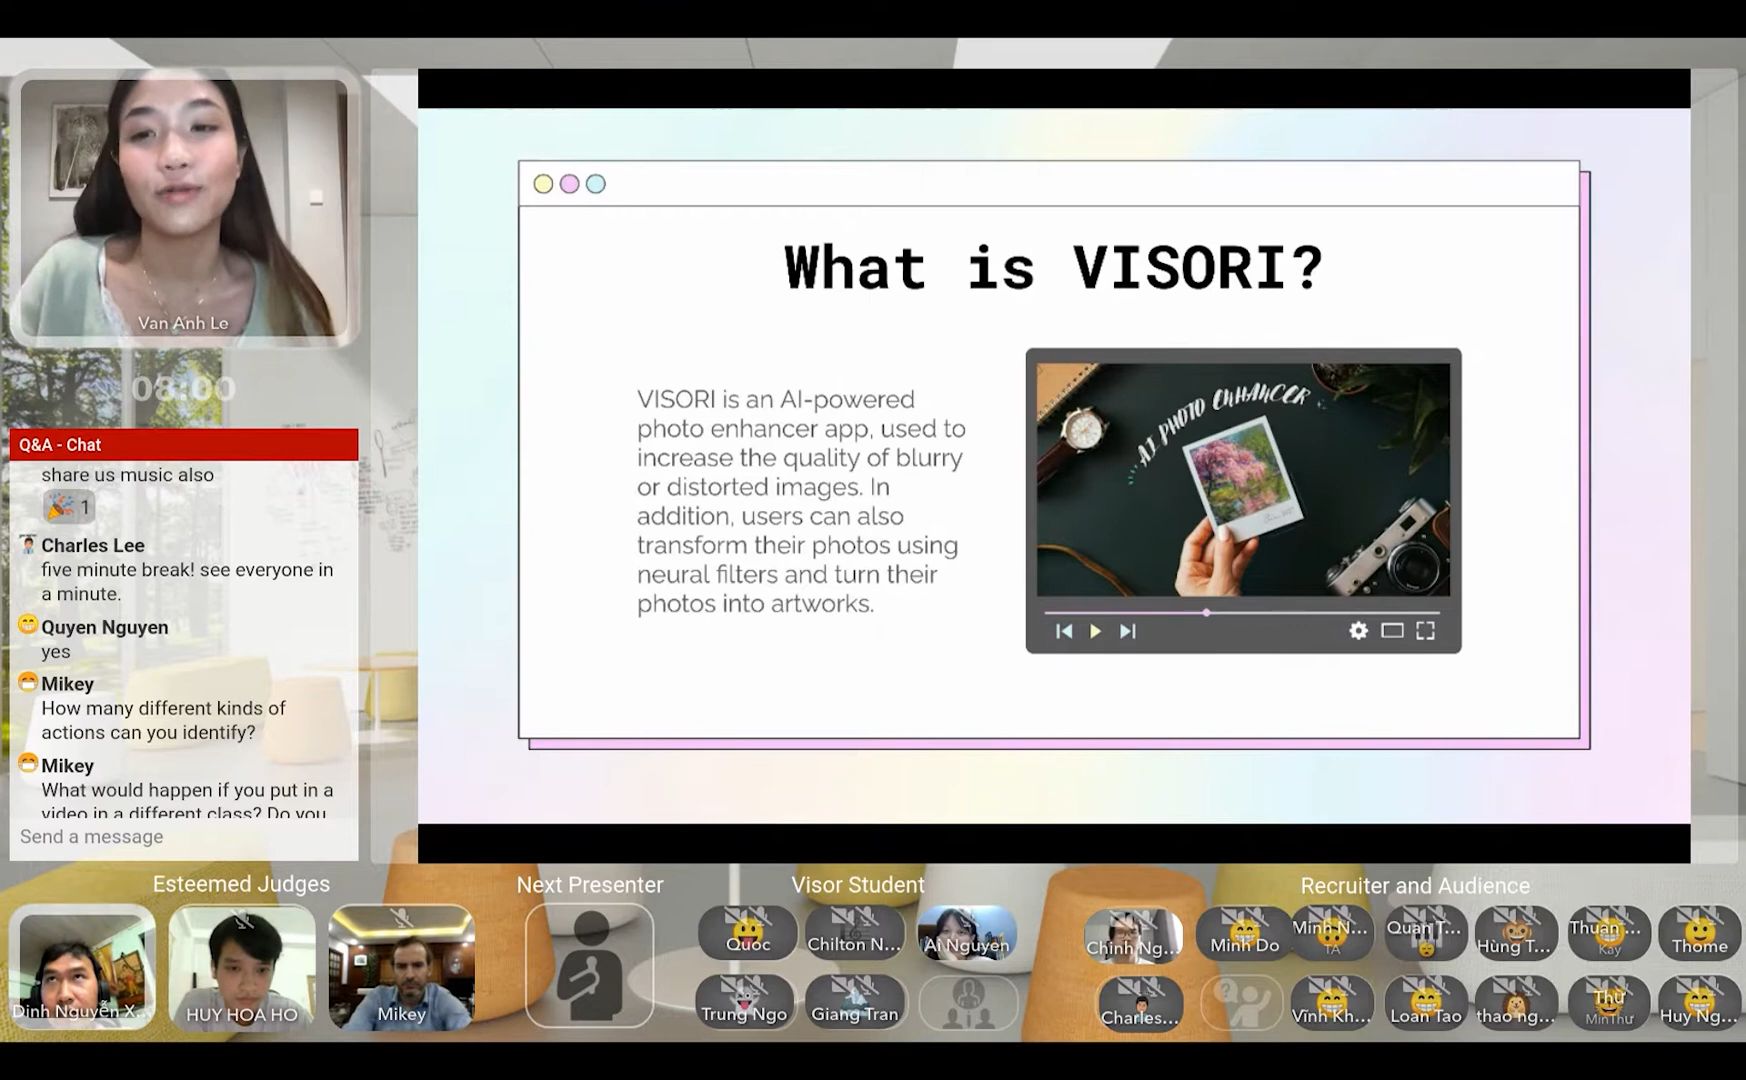 Van Anh Le
08:00
Q&A - Chat
share us music also
1
Charles Lee
five minute break! see everyone in
a minute.
Quyen Nguyen
yes
Mikey
How many different kinds of
actions can you identify?
Mikey
What would happen if you put in a
video in a different class? Do you
Send a message
What is VISORI?
VISORI is an AI-powered
photo enhancer app, used to
increase the quality of blurry
or distorted images. In
addition, users can also
transform their photos using
neural filters and turn their
photos into artworks.
AI PHOTO ENHANCER
Esteemed Judges
Next Presenter
Visor Student
Recruiter and Audience
Dinh Nguyễn X...
HUY HOA HO
Mikey
Quoc
Chilton N...
Ai Nguyen
Trung Ngo
Giang Tran
Chinh Ng...
Minh Do
Minh N...
TA
Quan T...
Hùng T...
Thuan ...
Kay
Thome
Charles...
Vĩnh Kh...
Loan Tao
thao ng...
Thư
MinThư
Huy Ng...